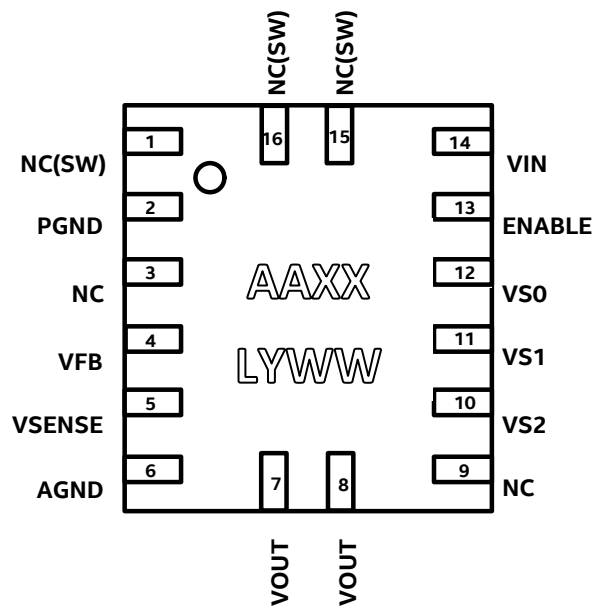 NC(SW) NC(SW)
16 15
1 14
NC(SW) VIN
2 13
PGND ENABLE
3 12
NC VS0
AAXX
4 11
VFB VS1
LYWW
5 10
VSENSE VS2
6 9
AGND NC
7 8
VOUT VOUT